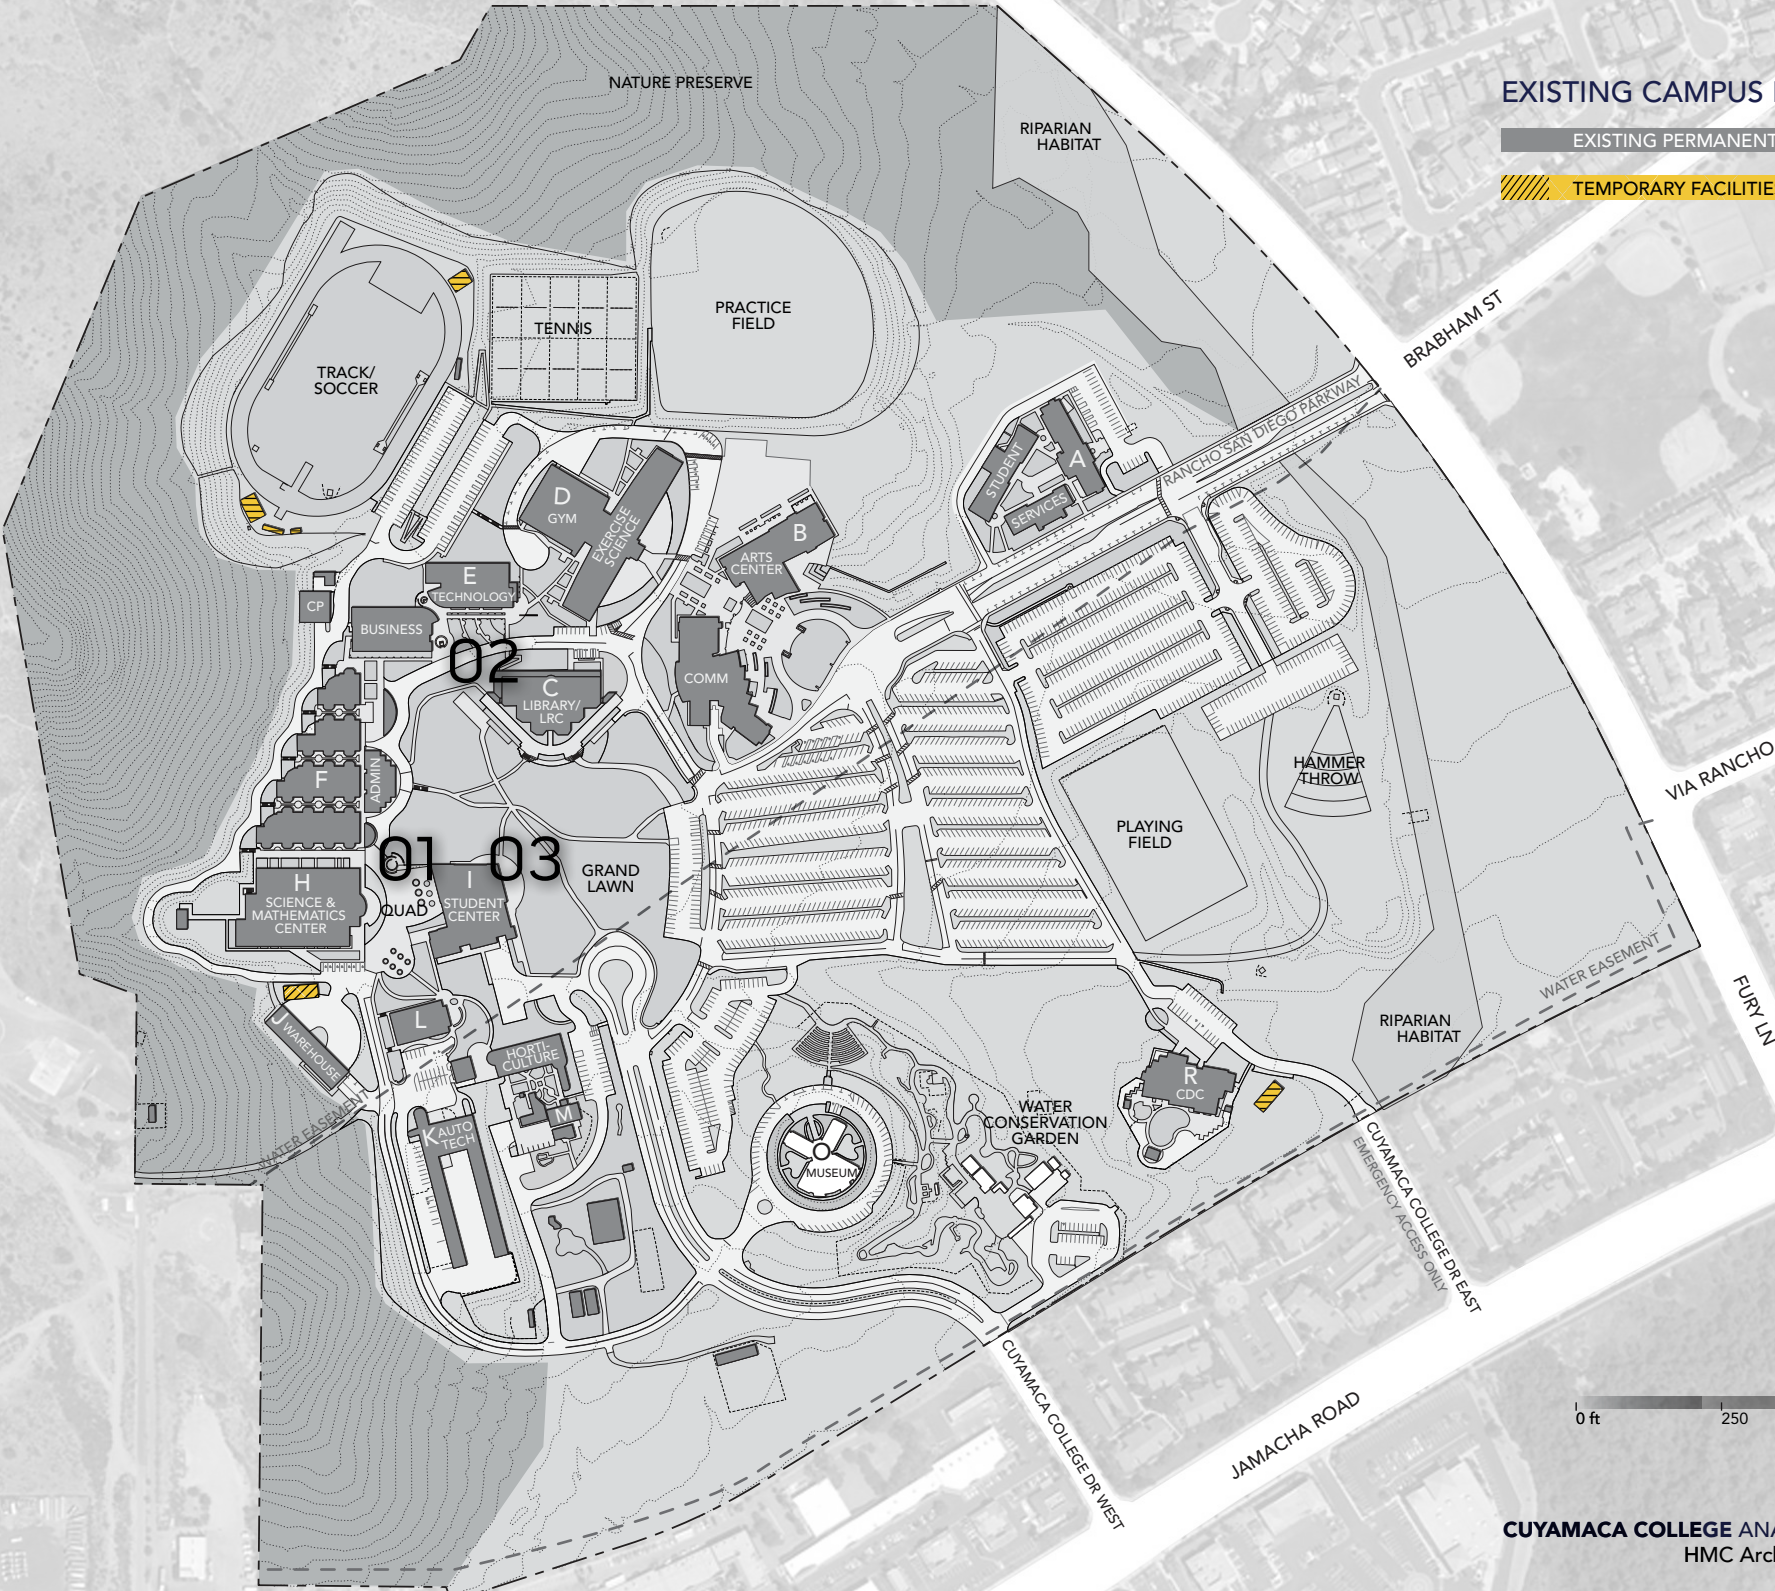 NATURE PRESERVE
RIPARIAN
HABITAT
EXISTING CAMPUS
EXISTING PERMANENT
TEMPORARY FACILITIE
BRABHAM ST
TENNIS
PRACTICE
FIELD
TRACK/
SOCCER
RANCHO SAN DIEGO PARKWAY
STUDENT
A
SERVICES
D
GYM
EXERCISE
SCIENCE
B
ARTS
CENTER
E
TECHNOLOGY
CP
BUSINESS
02
C
LIBRARY/
LRC
COMM
F
ADMIN
HAMMER
THROW
VIA RANCHO
PLAYING
FIELD
01
03
GRAND
LAWN
H
SCIENCE &
MATHEMATICS
CENTER
QUAD
I
STUDENT
CENTER
WATER EASEMENT
FURY LN
J WAREHOUSE
L
HORTI-
CULTURE
M
K AUTO
TECH
WATER EASEMENT
RIPARIAN
HABITAT
R
CDC
WATER
CONSERVATION
GARDEN
MUSEUM
CUYAMACA COLLEGE DR EAST
EMERGENCY ACCESS ONLY
CUYAMACA COLLEGE DR WEST
JAMACHA ROAD
0 ft
250
CUYAMACA COLLEGE ANA
HMC Arc